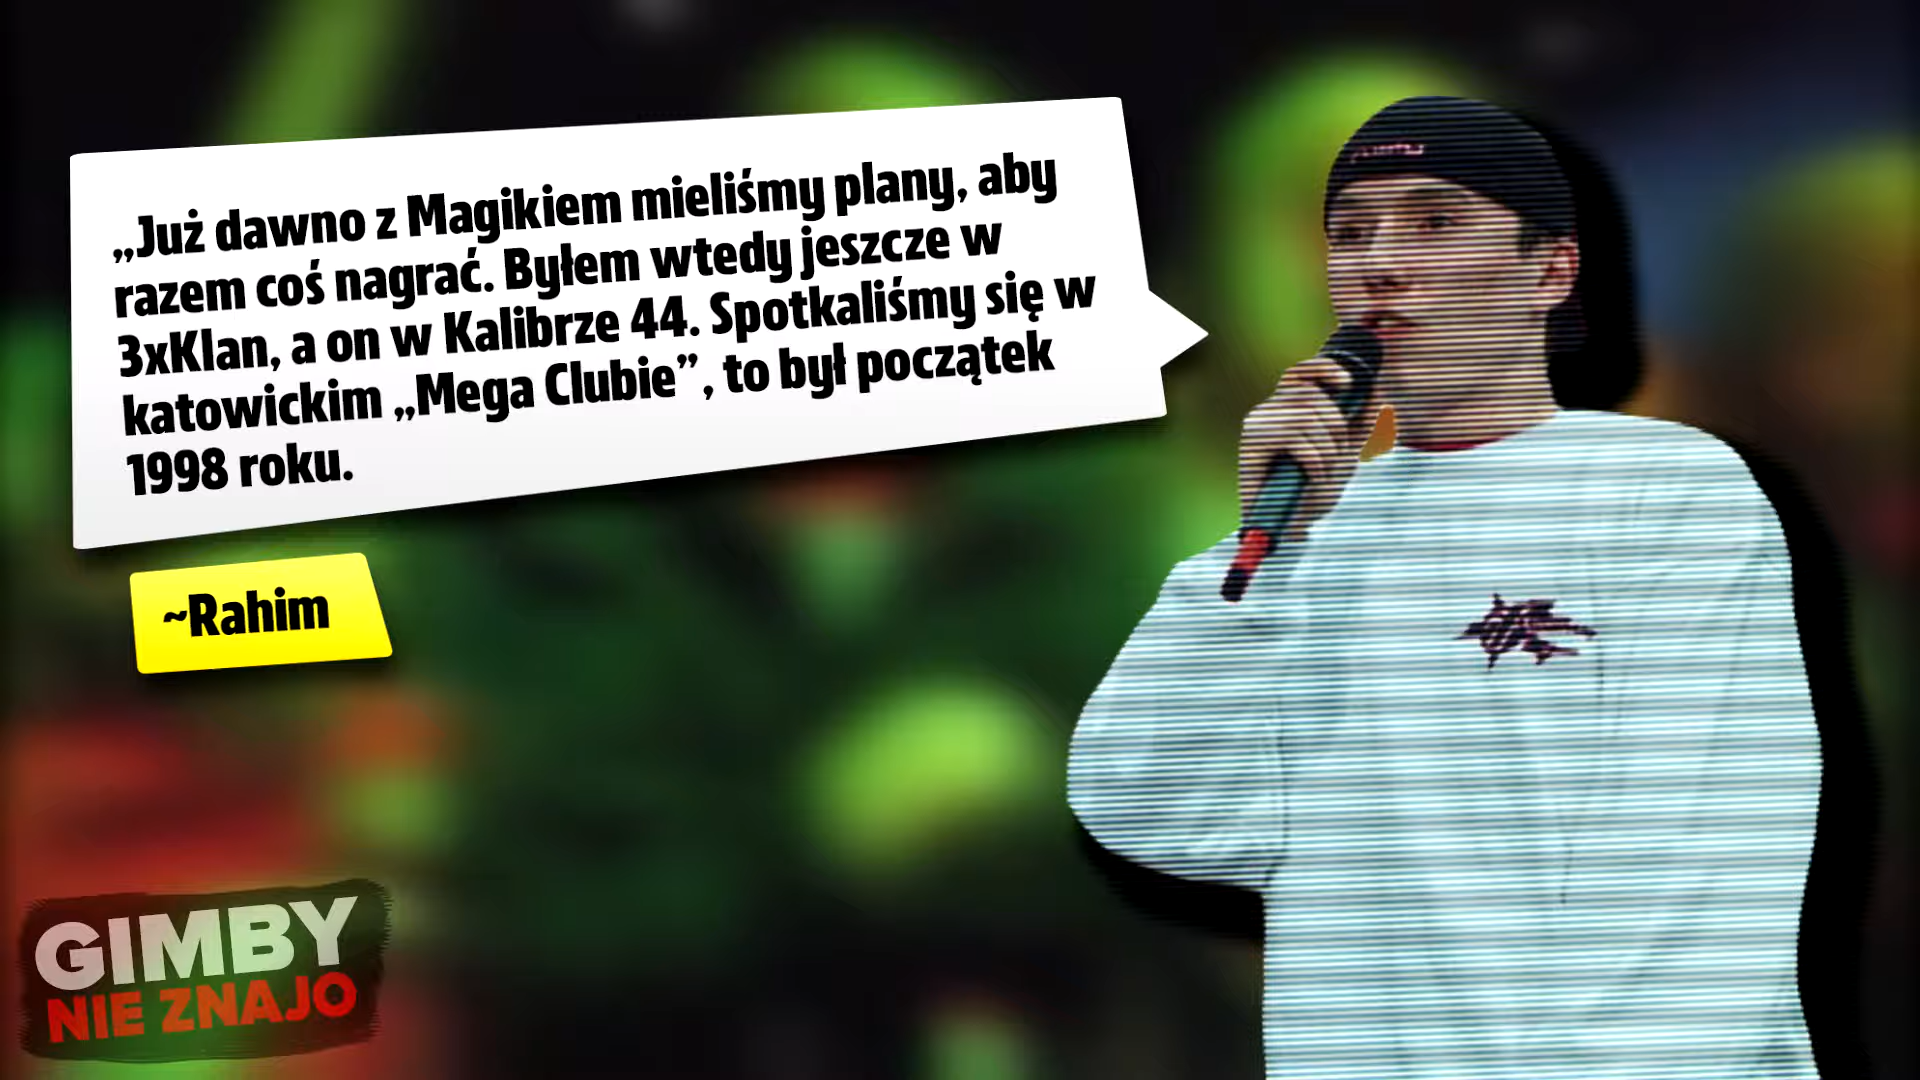 „Już dawno z Magikiem mieliśmy plany, aby
razem coś nagrać. Byłem wtedy jeszcze w
3xKlan, a on w Kalibrze 44. Spotkaliśmy się w
katowickim „Mega Clubie”, to był początek
1998 roku.
~Rahim
GIMBY
NIE ZNAJO